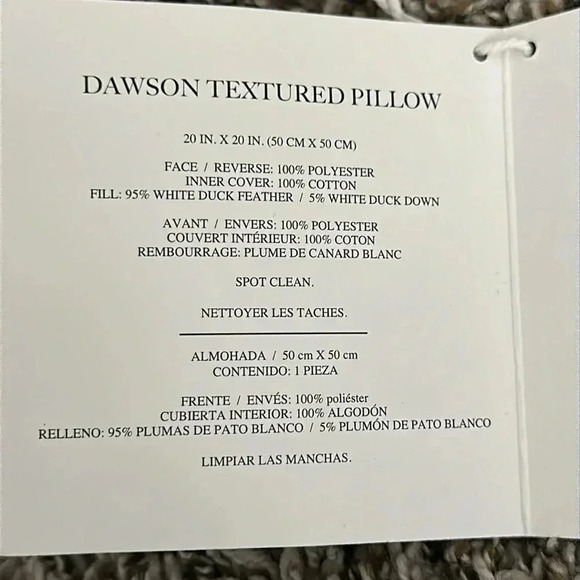 DAWSON TEXTURED PILLOW
20 IN. X 20 IN. (50 CM X 50 CM)
FACE / REVERSE: 100% POLYESTER
INNER COVER: 100% COTTON
FILL: 95% WHITE DUCK FEATHER / 5% WHITE DUCK DOWN
AVANT / ENVERS: 100% POLYESTER
COUVERT INTÉRIEUR: 100% COTON
REMBOURRAGE: PLUME DE CANARD BLANC
SPOT CLEAN.
NETTOYER LES TACHES.
ALMOHADA / 50 cm X 50 cm
CONTENIDO: 1 PIEZA
FRENTE / ENVÉS: 100% poliéster
CUBIERTA INTERIOR: 100% ALGODÓN
RELLENO: 95% PLUMAS DE PATO BLANCO / 5% PLUMÓN DE PATO BLANCO
LIMPIAR LAS MANCHAS.